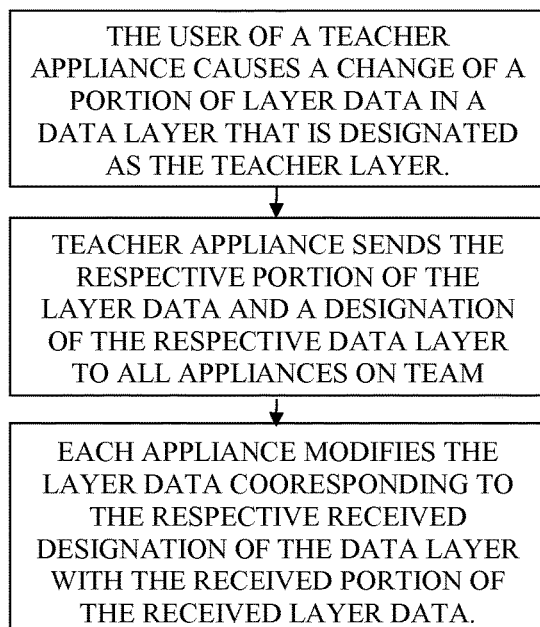 THE USER OF A TEACHER
APPLIANCE CAUSES A CHANGE OF A
PORTION OF LAYER DATA IN A
DATA LAYER THAT IS DESIGNATED
AS THE TEACHER LAYER.
TEACHER APPLIANCE SENDS THE
RESPECTIVE PORTION OF THE
LAYER DATA AND A DESIGNATION
OF THE RESPECTIVE DATA LAYER
TO ALL APPLIANCES ON TEAM
EACH APPLIANCE MODIFIES THE
LAYER DATA COORESPONDING TO
THE RESPECTIVE RECEIVED
DESIGNATION OF THE DATA LAYER
WITH THE RECEIVED PORTION OF
THE RECEIVED LAYER DATA.